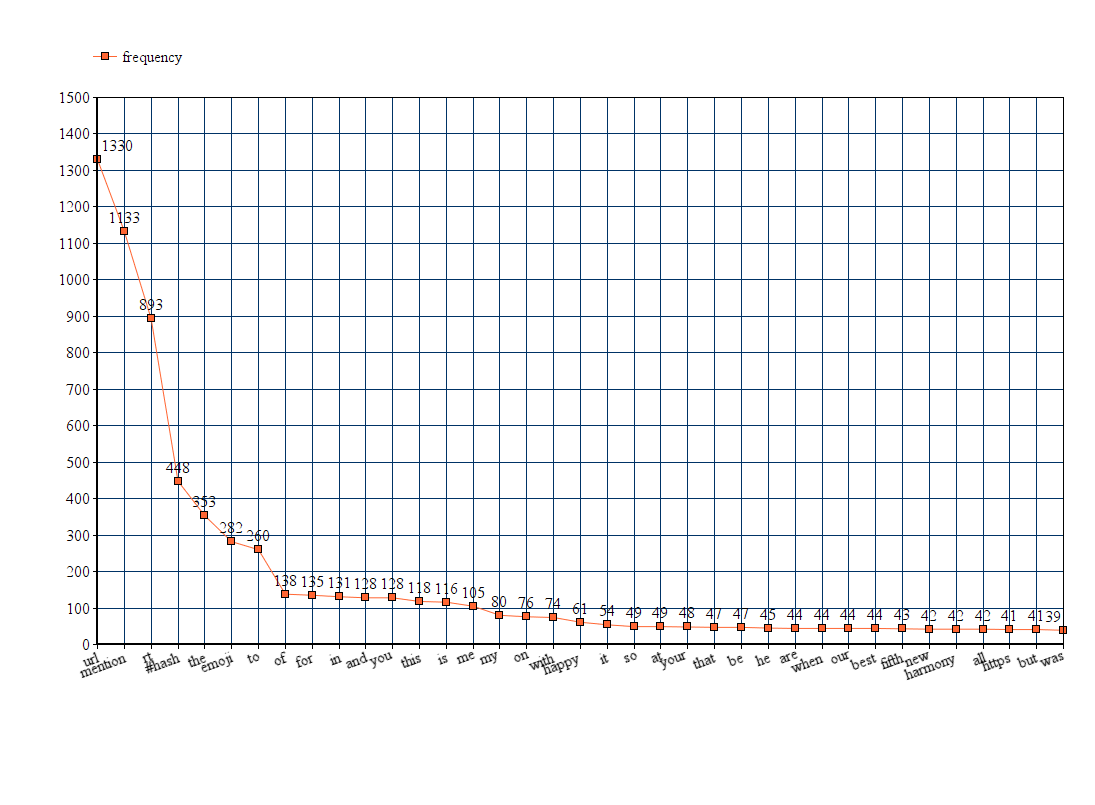 frequency
1500
1400
1300
1200
1100
1000
900
800
700
600
500
400
300
200
100
0
1330
1133
893
448
353
282
260
138
135
131
128
128
118
116
105
80
76
74
61
54
49
49
48
47
47
45
44
44
44
44
43
42
42
42
41
41
39
url
mention
rt
#hash
the
emoji
to
of
for
in
and
you
this
is
me
my
on
with
happy
it
so
at
your
that
be
he
are
when
our
best
fifth
new
harmony
all
https
but
was